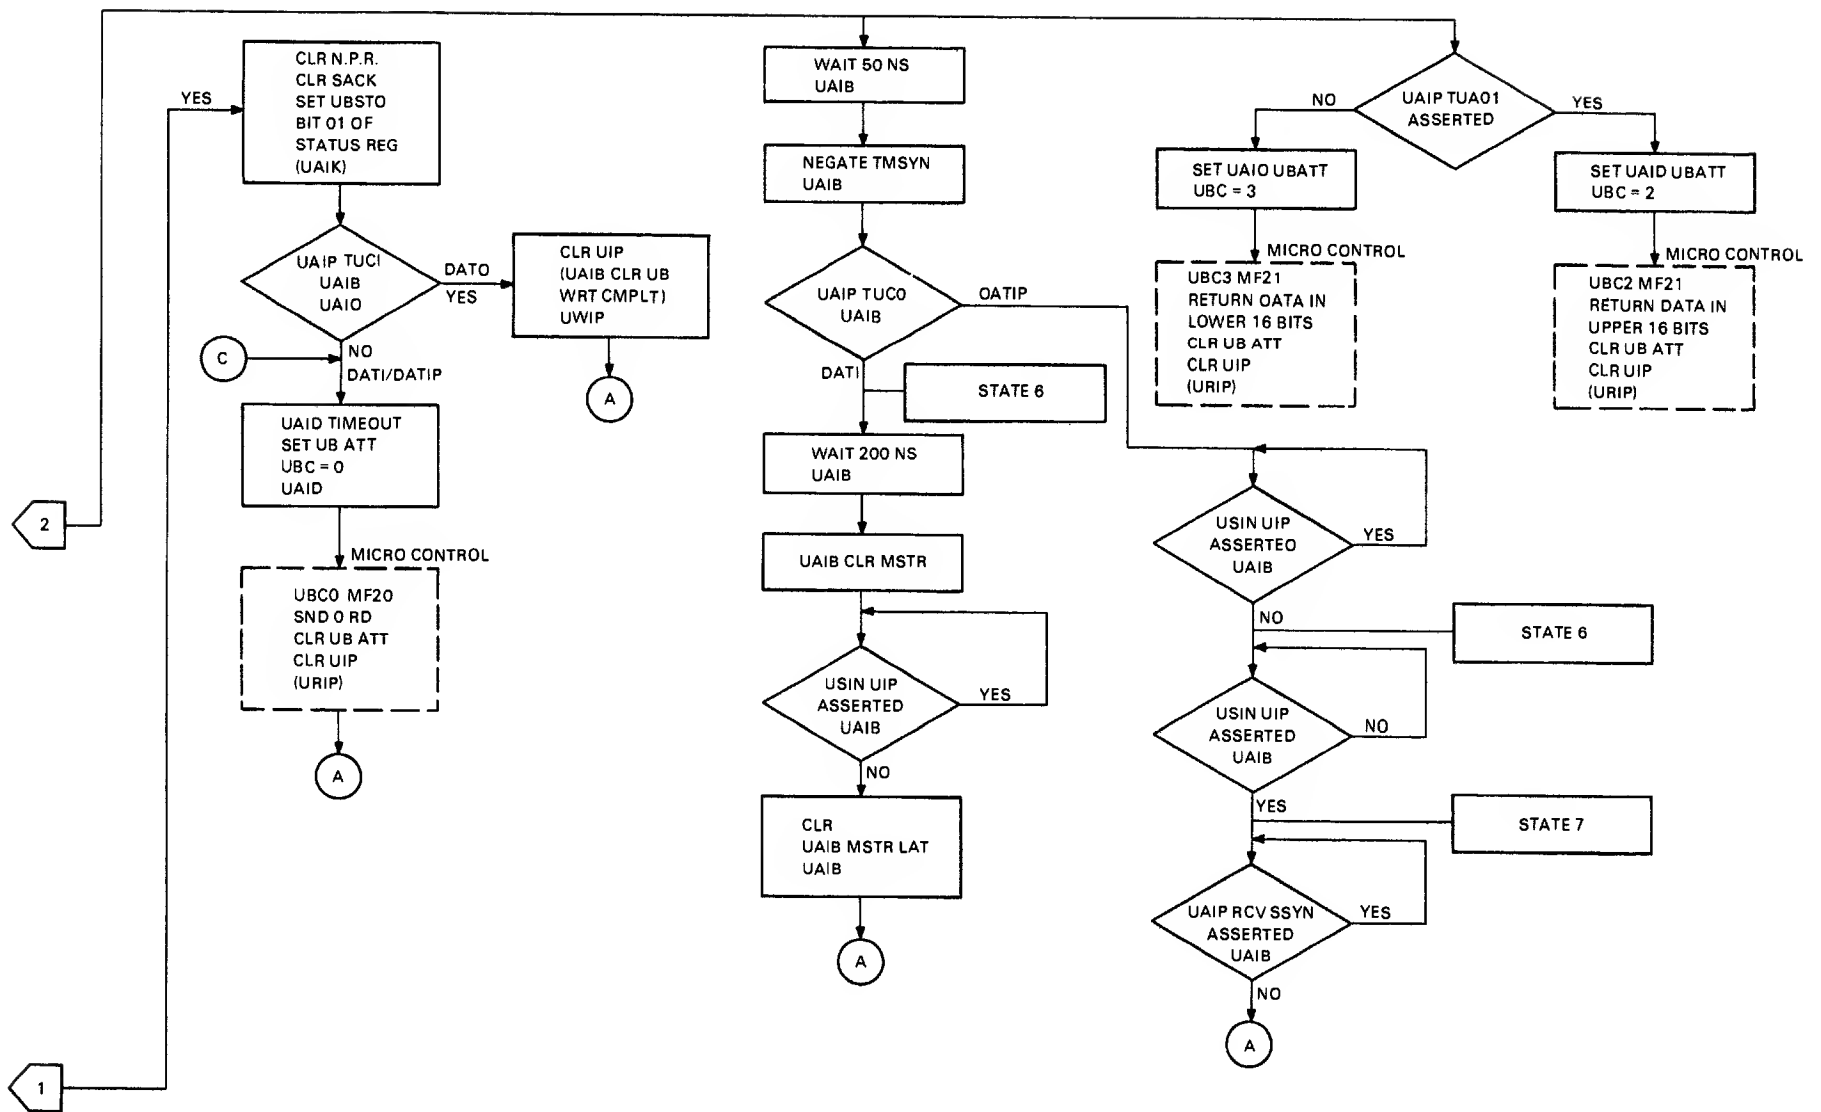 YES
CLR N.P.R.
CLR SACK
SET UBSTO
BIT 01 OF
STATUS REG
(UAIK)
UAIP TUCI
UAIB
UAIO
DATO
YES
CLR UIP
(UAIB CLR UB
WRT CMPLT)
UWIP
A
C
NO
DATI/DATIP
UAID TIMEOUT
SET UB ATT
UBC = 0
UAID
MICRO CONTROL
UBC0 MF20
SND 0 RD
CLR UB ATT
CLR UIP
(URIP)
A
2
1
WAIT 50 NS
UAIB
NEGATE TMSYN
UAIB
UAIP TUC0
UAIB
OATIP
DATI
STATE 6
WAIT 200 NS
UAIB
UAIB CLR MSTR
USIN UIP
ASSERTED
UAIB
YES
NO
CLR
UAIB MSTR LAT
UAIB
A
UAIP TUA01
ASSERTED
NO
YES
SET UAIO UBATT
UBC = 3
MICRO CONTROL
UBC3 MF21
RETURN OATA IN
LOWER 16 BITS
CLR UB ATT
CLR UIP
(URIP)
SET UAID UBATT
UBC = 2
MICRO CONTROL
UBC2 MF21
RETURN DATA IN
UPPER 16 BITS
CLR UB ATT
CLR UIP
(URIP)
USIN UIP
ASSERTEO
UAIB
YES
NO
STATE 6
USIN UIP
ASSERTED
UAIB
NO
YES
STATE 7
UAIP RCV SSYN
ASSERTED
UAIB
YES
NO
A